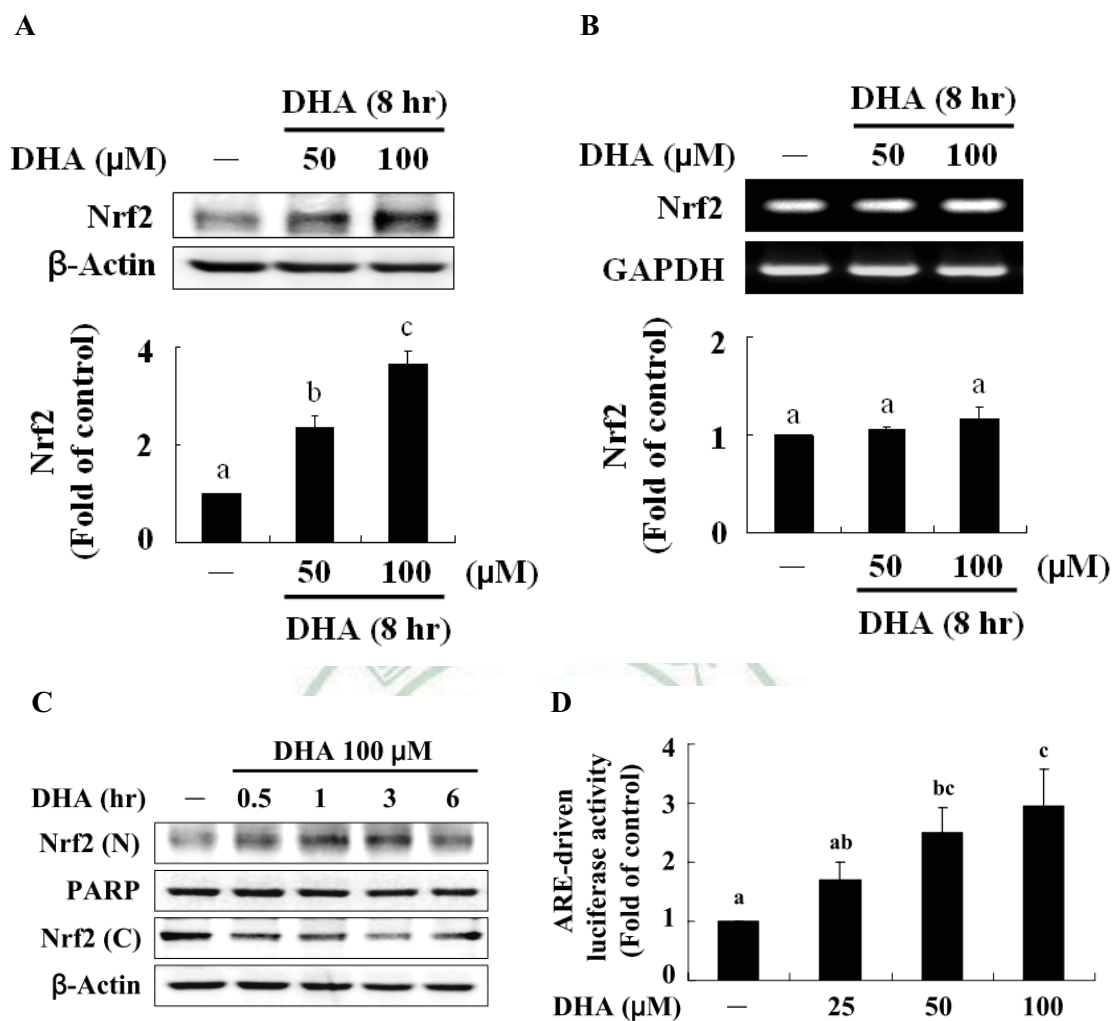 A
DHA (8 hr)
DHA (μM) — 50 100
Nrf2
β-Actin
Nrf2
(Fold of control)
4
2
0
a
b
c
— 50 100 (μM)
DHA (8 hr)
B
DHA (8 hr)
DHA (μM) — 50 100
Nrf2
GAPDH
Nrf2
(Fold of control)
2
1
0
a
a
a
— 50 100 (μM)
DHA (8 hr)
C
DHA 100 μM
DHA (hr) — 0.5 1 3 6
Nrf2 (N)
PARP
Nrf2 (C)
β-Actin
D
ARE-driven
luciferase activity
(Fold of control)
4
3
2
1
0
a
ab
bc
c
DHA (μM) — 25 50 100